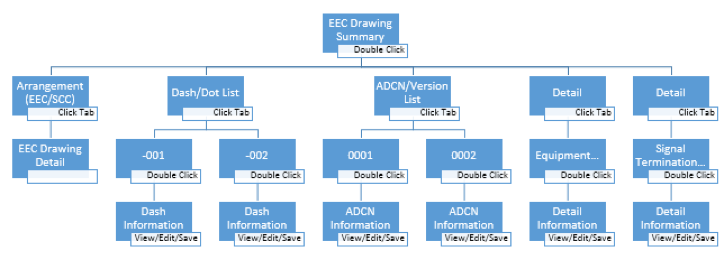 EEC Drawing
Summary
Double Click
Arrangement
(EEC/SCC)
Click Tab
Dash/Dot List
Click Tab
ADCN/Version
List
Click Tab
Detail
Click Tab
Detail
Click Tab
EEC Drawing
Detail
-001
Double Click
-002
Double Click
0001
Double Click
0002
Double Click
Equipment...
Double Click
Signal
Termination...
Double Click
Dash
Information
View/Edit/Save
Dash
Information
View/Edit/Save
ADCN
Information
View/Edit/Save
ADCN
Information
View/Edit/Save
Detail
Information
View/Edit/Save
Detail
Information
View/Edit/Save